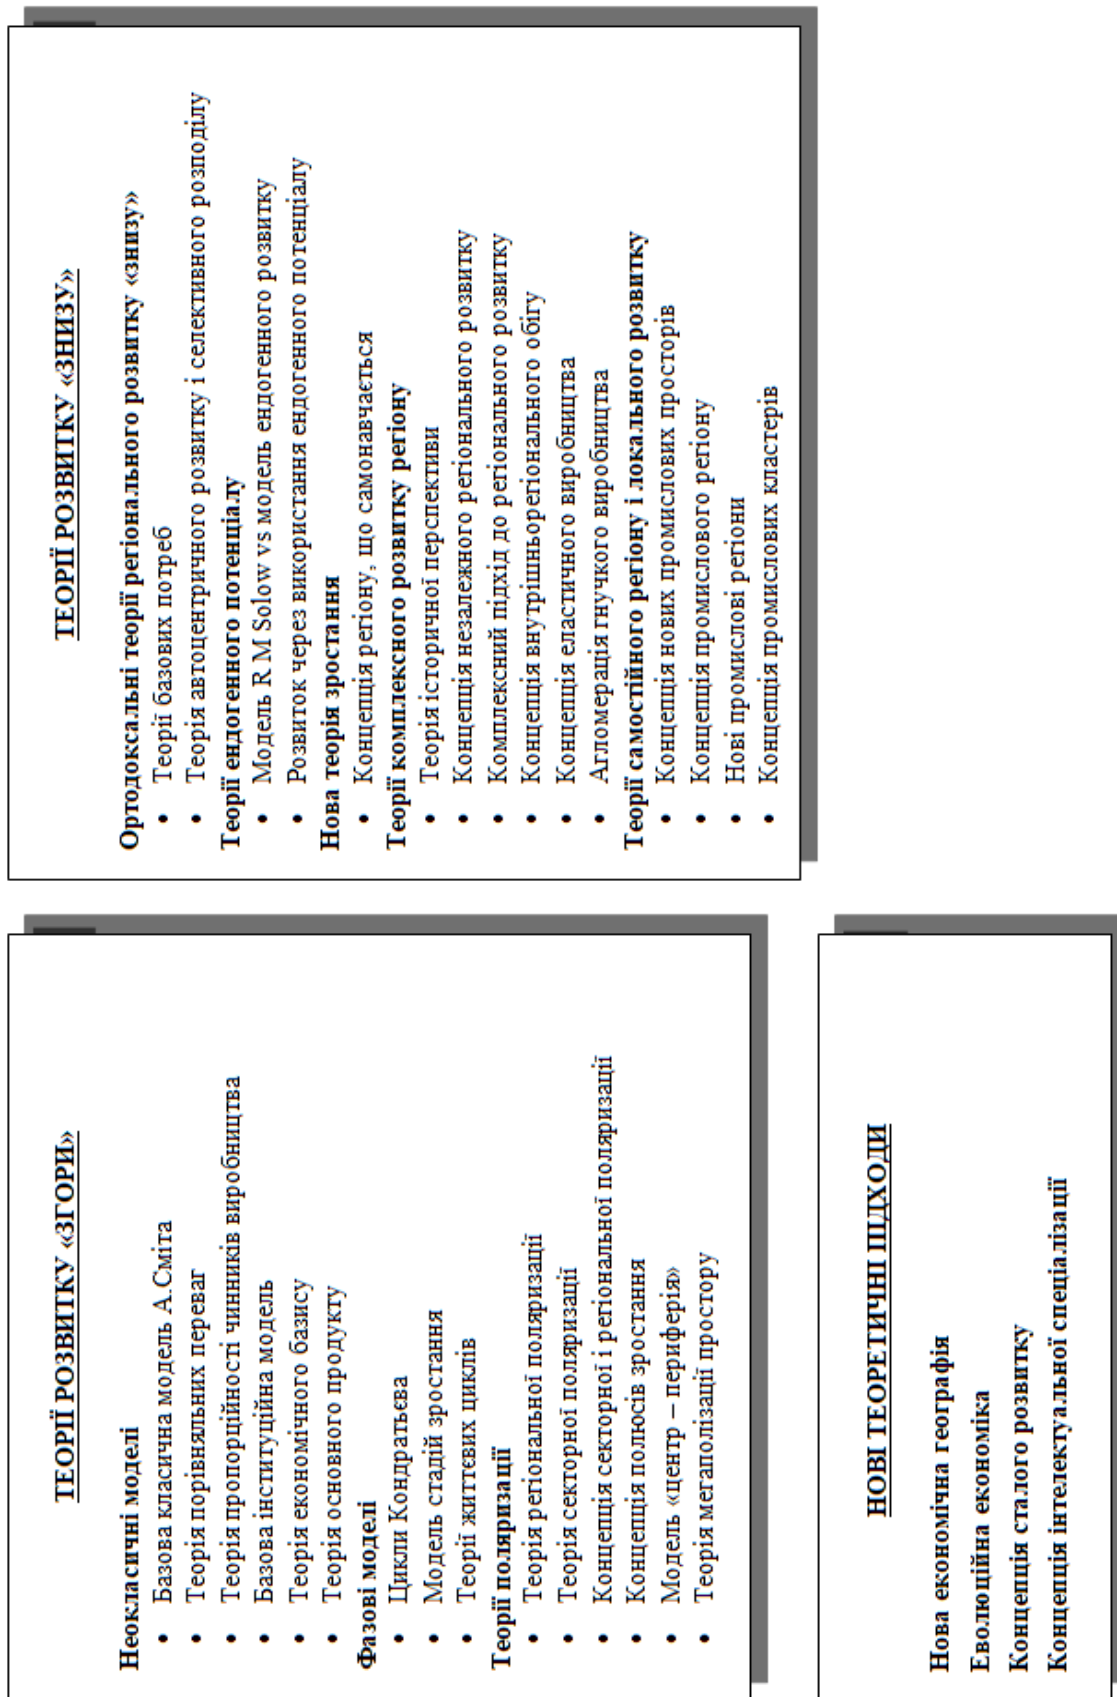 ТЕОРІЇ РОЗВИТКУ «ЗГОРИ»
Неокласичні моделі
• Базова класична модель А.Сміта
• Теорія порівняльних переваг
• Теорія пропорційності чинників виробництва
• Базова інституційна модель
• Теорія економічного базису
• Теорія основного продукту
Фазові моделі
• Цикли Кондратьєва
• Модель стадій зростання
• Теорії життєвих циклів
Теорії поляризації
• Теорія регіональної поляризації
• Теорія секторної поляризації
• Концепція секторної і регіональної поляризації
• Концепція полюсів зростання
• Модель «центр – периферія»
• Теорія мегаполізації простору
ТЕОРІЇ РОЗВИТКУ «ЗНИЗУ»
Ортодоксальні теорії регіонального розвитку «знизу»
• Теорії базових потреб
• Теорія автоцентричного розвитку і селективного розподілу
Теорії ендогенного потенціалу
• Модель R M Solow vs модель ендогенного розвитку
• Розвиток через використання ендогенного потенціалу
Нова теорія зростання
• Концепція регіону, що самонавчається
Теорії комплексного розвитку регіону
• Теорія історичної перспективи
• Концепція незалежного регіонального розвитку
• Комплексний підхід до регіонального розвитку
• Концепція внутрішньорегіонального обігу
• Концепція еластичного виробництва
• Агломерація гнучкого виробництва
Теорії самостійного регіону і локального розвитку
• Концепція нових промислових просторів
• Концепція промислового регіону
• Нові промислові регіони
• Концепція промислових кластерів
НОВІ ТЕОРЕТИЧНІ ПІДХОДИ
Нова економічна географія
Еволюційна економіка
Концепція сталого розвитку
Концепція інтелектуальної спеціалізації